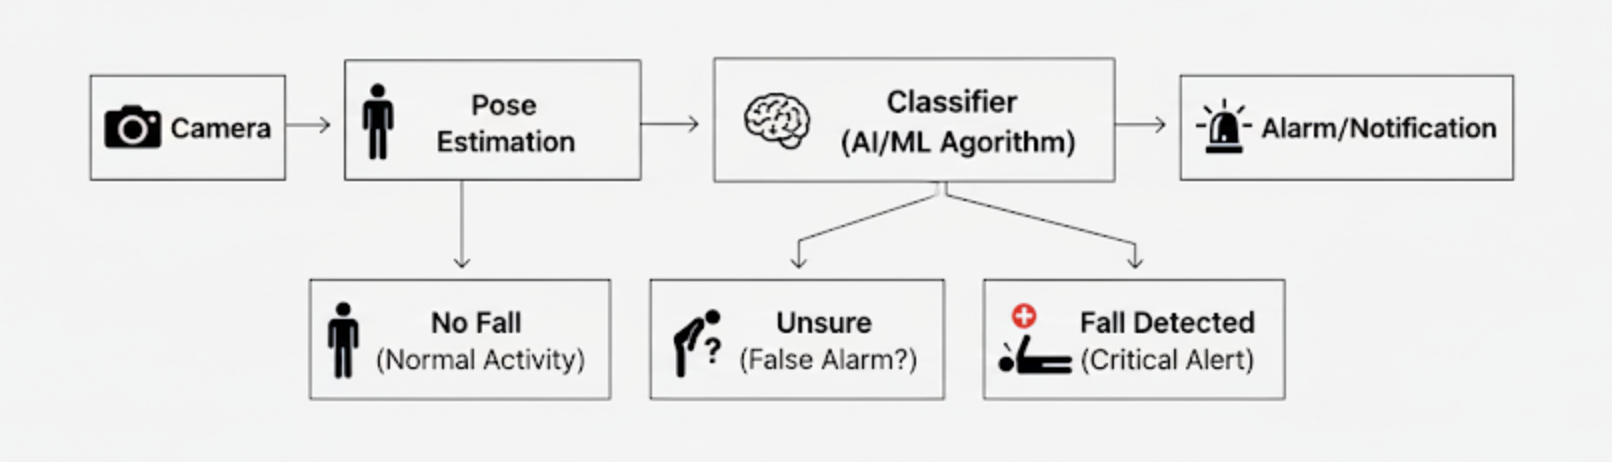 Camera
Pose
Estimation
Classifier
(AI/ML Agorithm)
Alarm/Notification
No Fall
(Normal Activity)
?
Unsure
(False Alarm?)
Fall Detected
(Critical Alert)